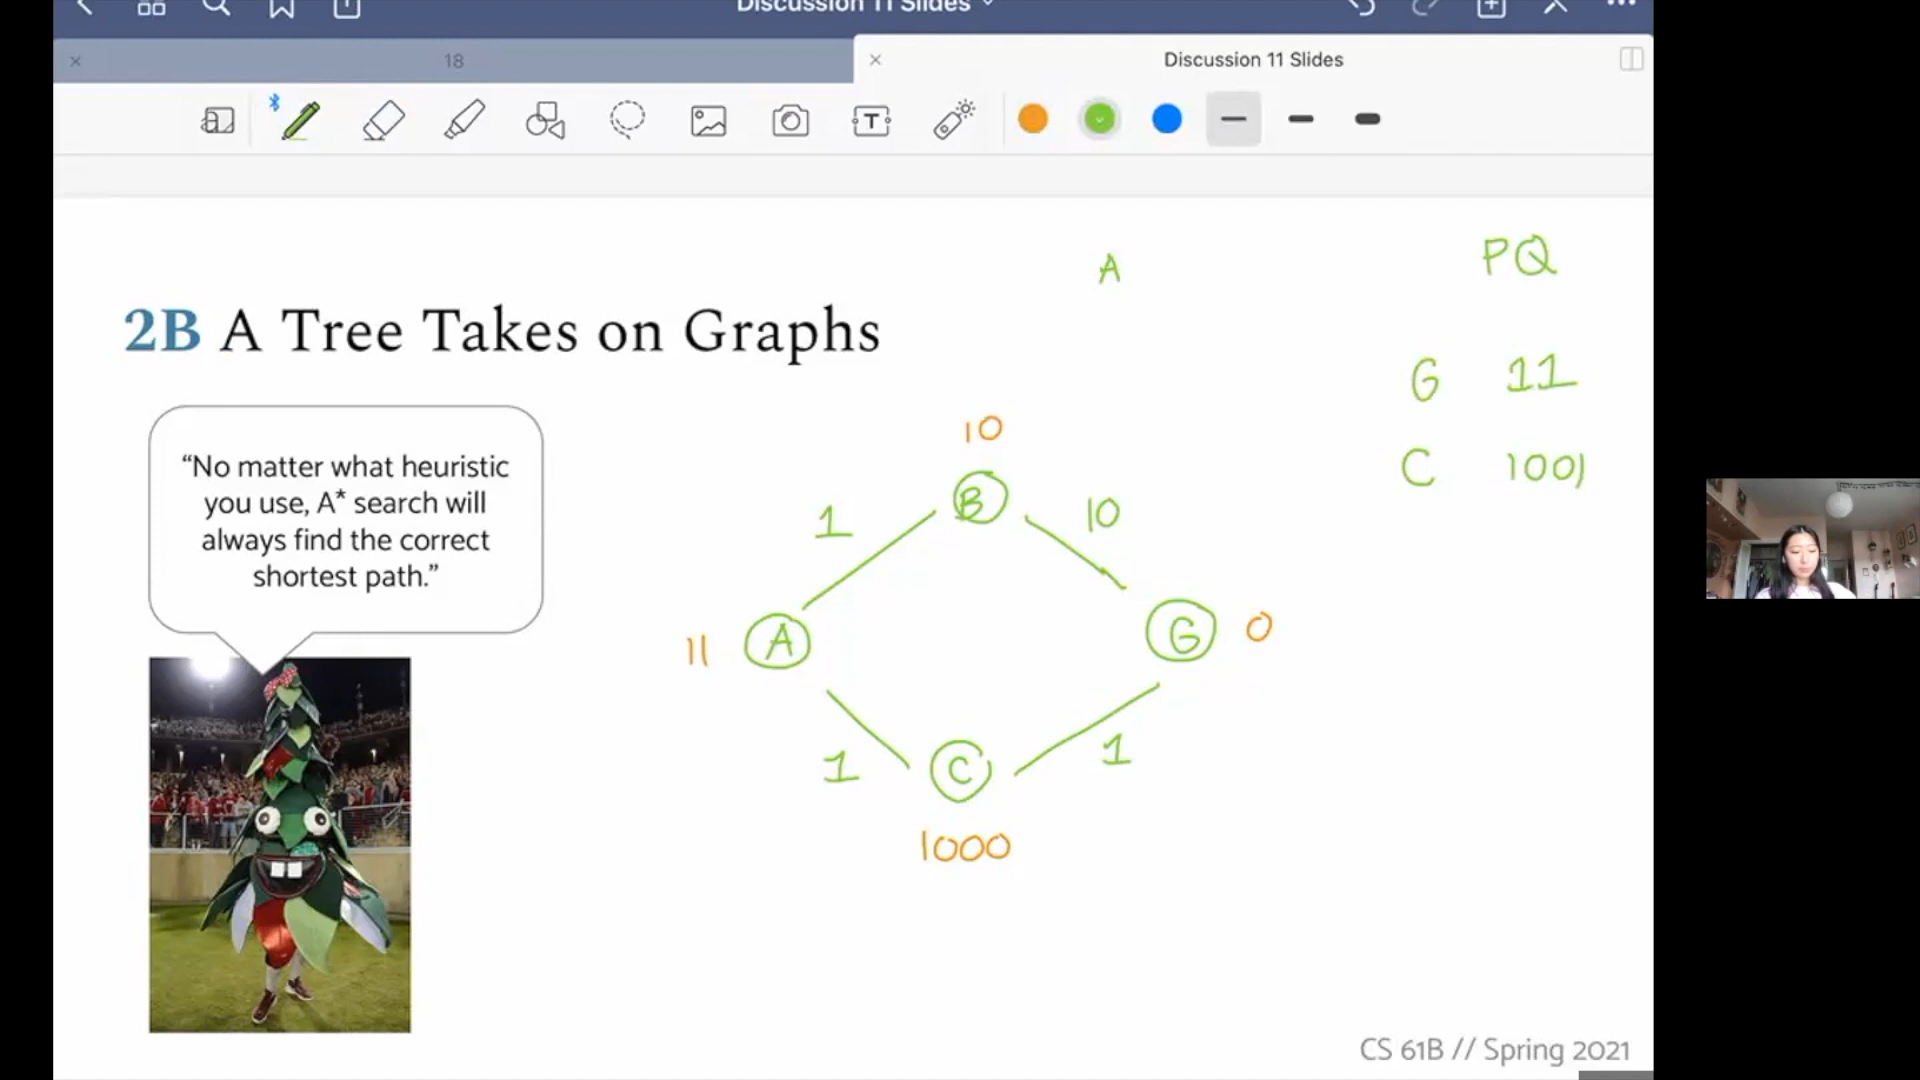 Discussion 11 Slides
18
Discussion 11 Slides
T
A
PQ
2B A Tree Takes on Graphs
G 11
C 1001
“No matter what heuristic
you use, A* search will
always find the correct
shortest path.”
10
B
1
10
11
A
G
0
1
C
1
1000
CS 61B // Spring 2021